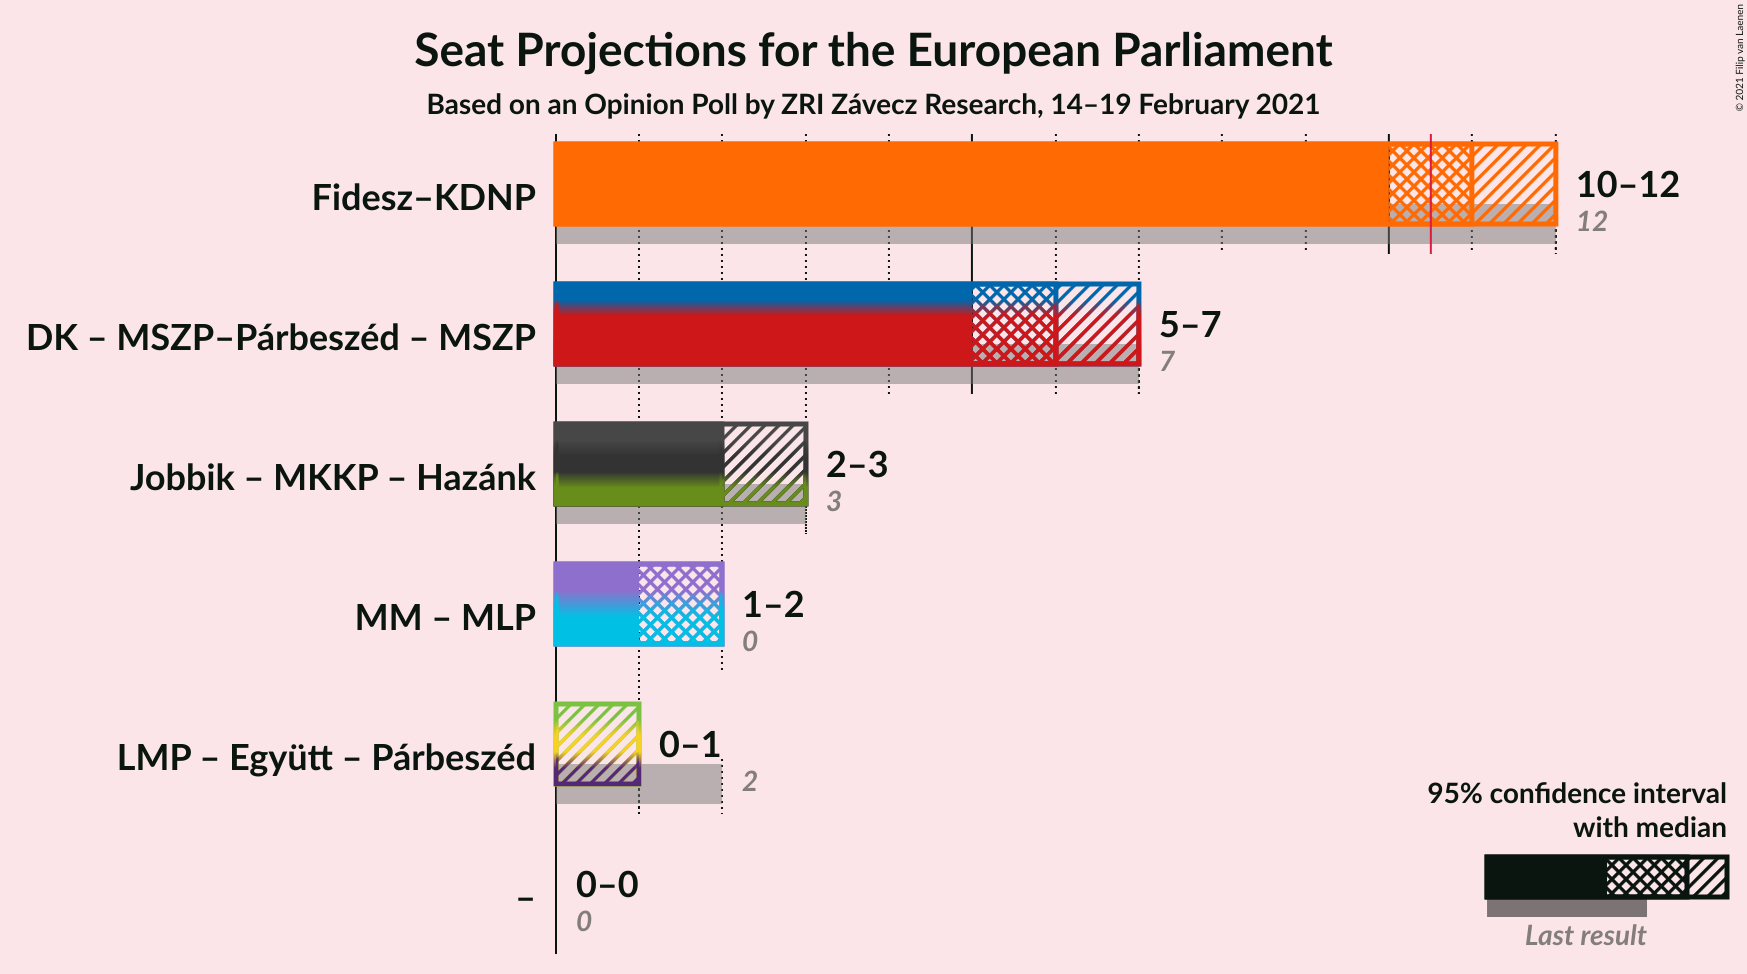 Seat Projections for the European Parliament
Based on an Opinion Poll by ZRI Závecz Research, 14–19 February 2021
© 2021 Filip van Laenen
Fidesz–KDNP
10–12
12
DK – MSZP–Párbeszéd – MSZP
5–7
7
Jobbik – MKKP – Hazánk
2–3
3
MM – MLP
1–2
0
LMP – Együtt – Párbeszéd
0–1
2
–
0–0
0
95% confidence interval
with median
Last result